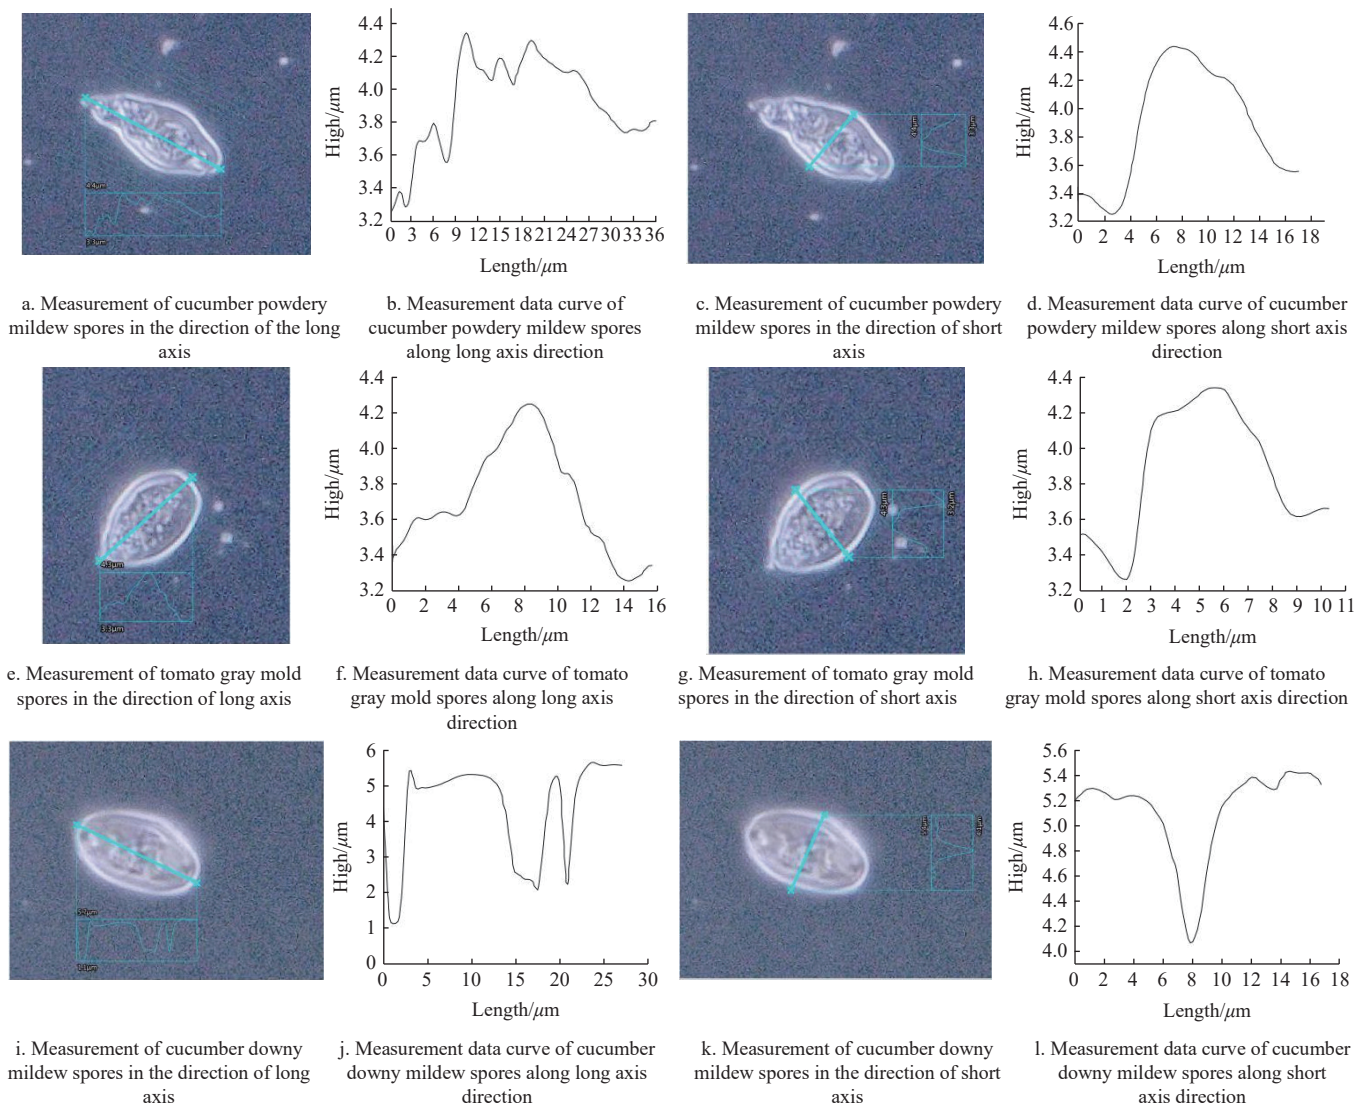 4.4μm
3.3μm
High/μm
4.4
4.2
4.0
3.8
3.6
3.4
3.2
0 3 6 9 12 15 18 21 24 27 30 33 36
Length/μm
High/μm
4.6
4.4
4.2
4.0
3.8
3.6
3.4
3.2
0 2 4 6 8 10 12 14 16 18
Length/μm
a. Measurement of cucumber powdery
mildew spores in the direction of the long
axis
b. Measurement data curve of
cucumber powdery mildew spores
along long axis direction
c. Measurement of cucumber powdery
mildew spores in the direction of short
axis
d. Measurement data curve of cucumber
powdery mildew spores along short axis
direction
4.3μm
3.3μm
High/μm
4.4
4.2
4.0
3.8
3.6
3.4
3.2
0 2 4 6 8 10 12 14 16
Length/μm
4.3μm
3.2μm
High/μm
4.4
4.2
4.0
3.8
3.6
3.4
3.2
0 1 2 3 4 5 6 7 8 9 10 11
Length/μm
e. Measurement of tomato gray mold
spores in the direction of long axis
f. Measurement data curve of tomato
gray mold spores along long axis
direction
g. Measurement of tomato gray mold
spores in the direction of short axis
h. Measurement data curve of tomato
gray mold spores along short axis direction
1.1μm
High/μm
6
5
4
3
2
1
0
0 5 10 15 20 25 30
Length/μm
High/μm
5.6
5.4
5.2
5.0
4.8
4.6
4.4
4.2
4.0
0 2 4 6 8 10 12 14 16 18
Length/μm
i. Measurement of cucumber downy
mildew spores in the direction of long
axis
j. Measurement data curve of cucumber
downy mildew spores along long axis
direction
k. Measurement of cucumber downy
mildew spores in the direction of short
axis
l. Measurement data curve of cucumber
downy mildew spores along short
axis direction